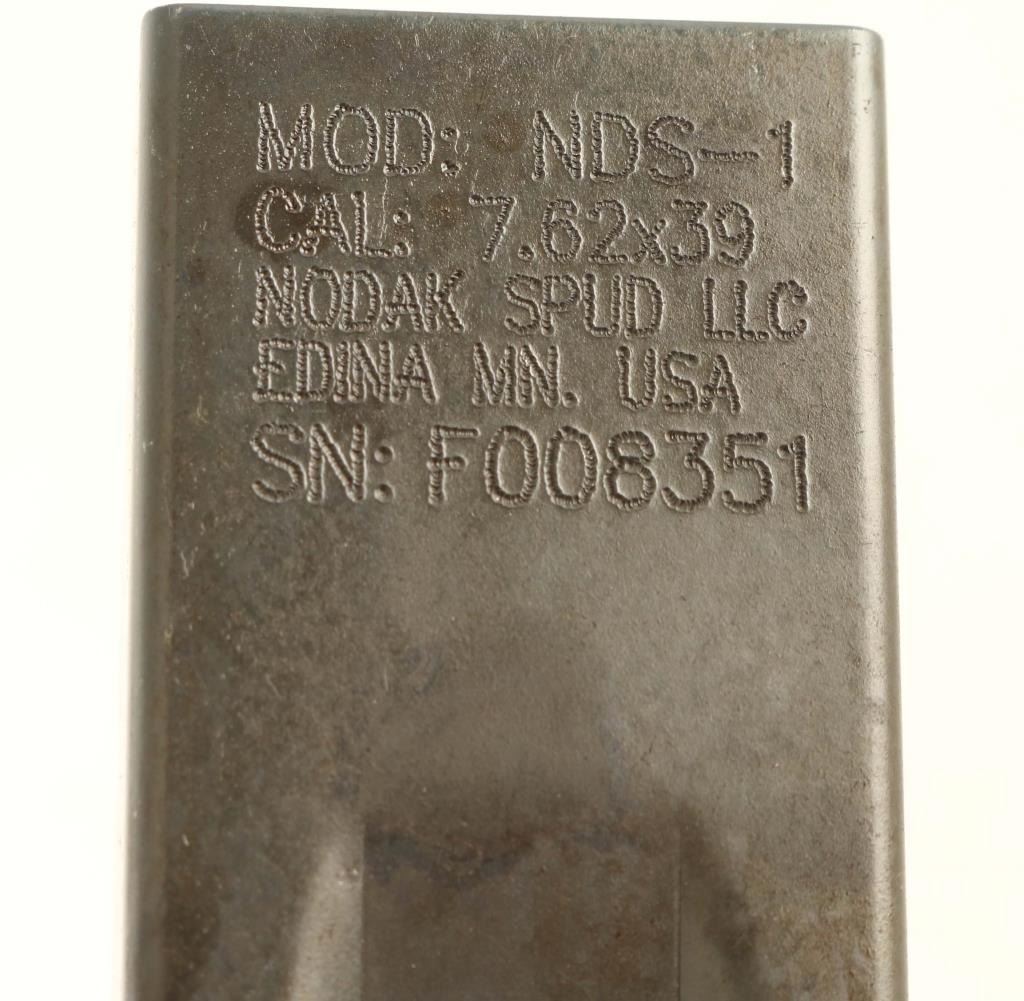 MOD: NDS-1
CAL: 7.62x39
NODAK SPUD LLC
EDINA MN. USA
SN: F008351